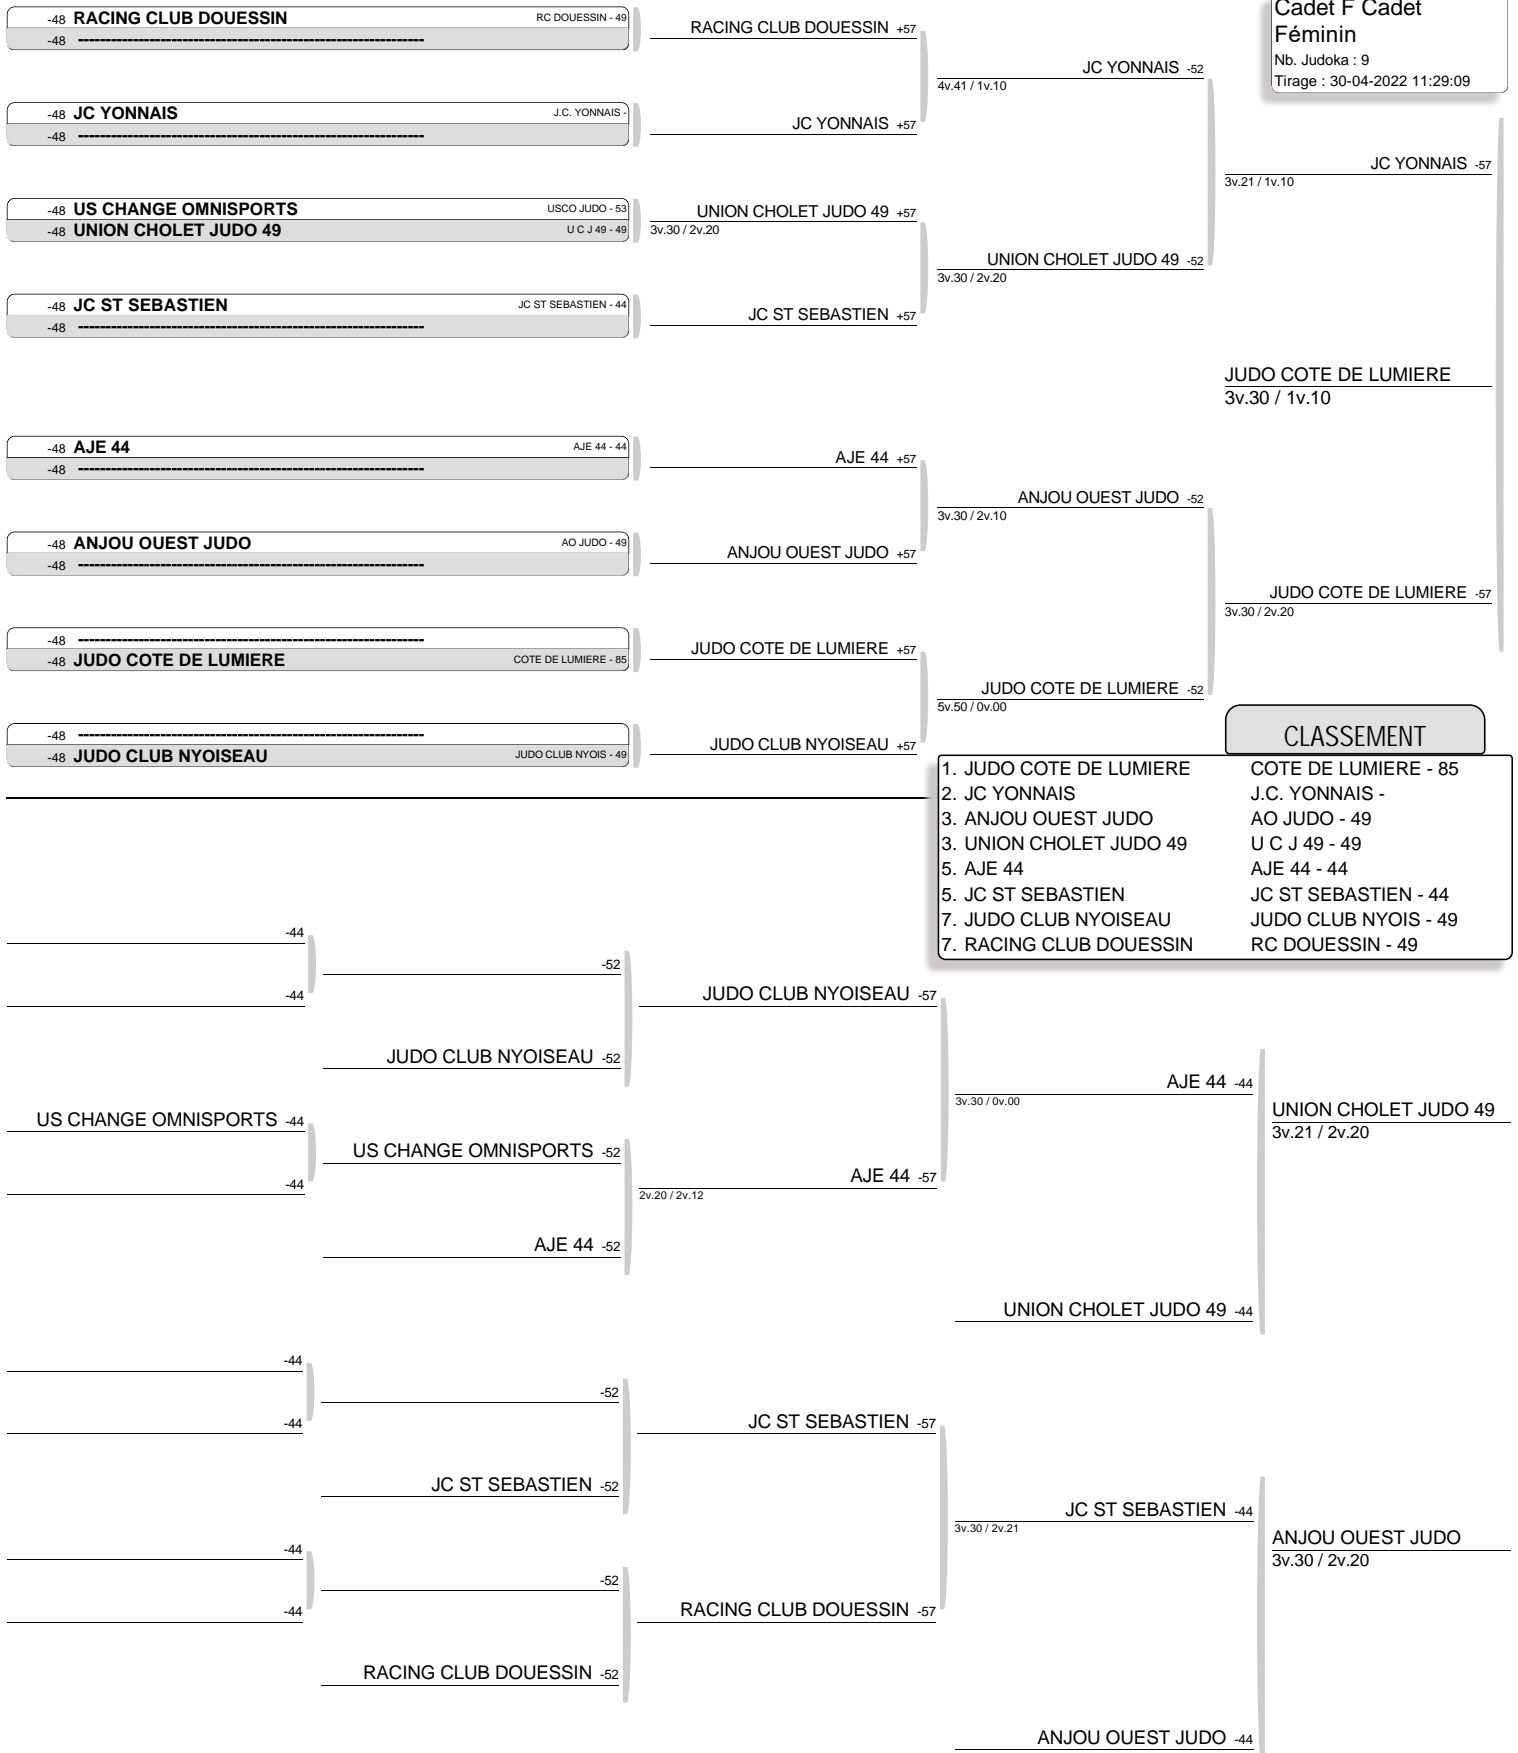 Cadet F Cadet
Féminin
Nb. Judoka : 9
Tirage : 30-04-2022 11:29:09
-48 RACING CLUB DOUESSIN RC DOUESSIN - 49
-48 ----------------------------------------------------------------
-48 JC YONNAIS J.C. YONNAIS -
-48 ----------------------------------------------------------------
-48 US CHANGE OMNISPORTS USCO JUDO - 53
-48 UNION CHOLET JUDO 49 U C J 49 - 49
-48 JC ST SEBASTIEN JC ST SEBASTIEN - 44
-48 ----------------------------------------------------------------
-48 AJE 44 AJE 44 - 44
-48 ----------------------------------------------------------------
-48 ANJOU OUEST JUDO AO JUDO - 49
-48 ----------------------------------------------------------------
-48 ----------------------------------------------------------------
-48 JUDO COTE DE LUMIERE COTE DE LUMIERE - 85
-48 ----------------------------------------------------------------
-48 JUDO CLUB NYOISEAU JUDO CLUB NYOIS - 49
RACING CLUB DOUESSIN +57
JC YONNAIS +57
UNION CHOLET JUDO 49 +57
3v.30 / 2v.20
JC ST SEBASTIEN +57
AJE 44 +57
ANJOU OUEST JUDO +57
JUDO COTE DE LUMIERE +57
JUDO CLUB NYOISEAU +57
JC YONNAIS -52
4v.41 / 1v.10
UNION CHOLET JUDO 49 -52
3v.30 / 2v.20
ANJOU OUEST JUDO -52
3v.30 / 2v.10
JUDO COTE DE LUMIERE -52
5v.50 / 0v.00
JC YONNAIS -57
3v.21 / 1v.10
JUDO COTE DE LUMIERE
3v.30 / 1v.10
JUDO COTE DE LUMIERE -57
3v.30 / 2v.20
CLASSEMENT
1. JUDO COTE DE LUMIERE COTE DE LUMIERE - 85
2. JC YONNAIS J.C. YONNAIS -
3. ANJOU OUEST JUDO AO JUDO - 49
3. UNION CHOLET JUDO 49 U C J 49 - 49
5. AJE 44 AJE 44 - 44
5. JC ST SEBASTIEN JC ST SEBASTIEN - 44
7. JUDO CLUB NYOISEAU JUDO CLUB NYOIS - 49
7. RACING CLUB DOUESSIN RC DOUESSIN - 49
-44
-44
US CHANGE OMNISPORTS -44
-44
-52
JUDO CLUB NYOISEAU -52
US CHANGE OMNISPORTS -52
AJE 44 -52
JUDO CLUB NYOISEAU -57
AJE 44 -57
2v.20 / 2v.12
AJE 44 -44
3v.30 / 0v.00
UNION CHOLET JUDO 49 -44
UNION CHOLET JUDO 49
3v.21 / 2v.20
-44
-44
-44
-44
-52
JC ST SEBASTIEN -52
-52
RACING CLUB DOUESSIN -52
JC ST SEBASTIEN -57
RACING CLUB DOUESSIN -57
JC ST SEBASTIEN -44
3v.30 / 2v.21
ANJOU OUEST JUDO -44
ANJOU OUEST JUDO
3v.30 / 2v.20